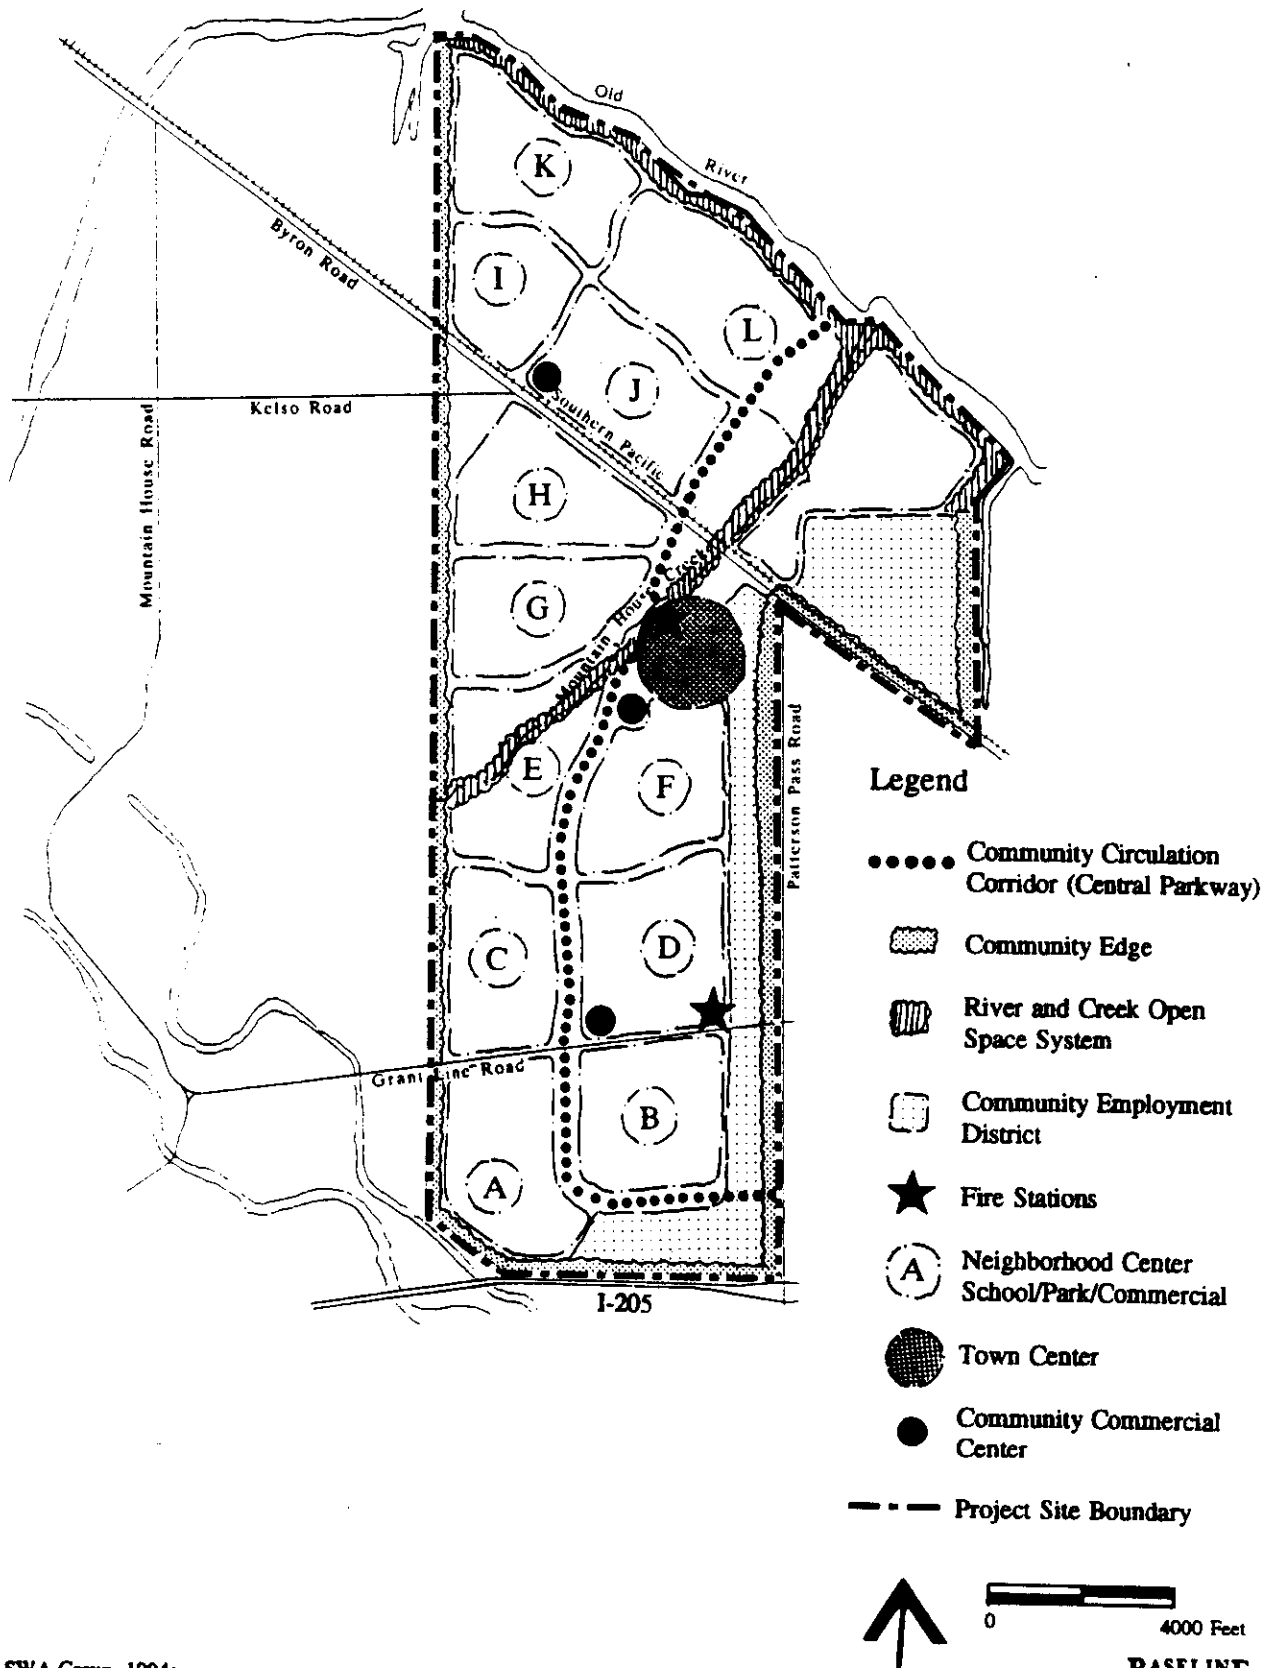 Old
River
K
Byron Road
I
L
J
Southern Pacific
Kelso Road
Mountain House Road
H
G
Mountain House Creek
E
F
Patterson Pass Road
C
D
Grant Line Road
B
A
I-205
Legend
Community Circulation
Corridor (Central Parkway)
Community Edge
River and Creek Open
Space System
Community Employment
District
Fire Stations
A
Neighborhood Center
School/Park/Commercial
Town Center
Community Commercial
Center
Project Site Boundary
0
4000 Feet
BASELINE